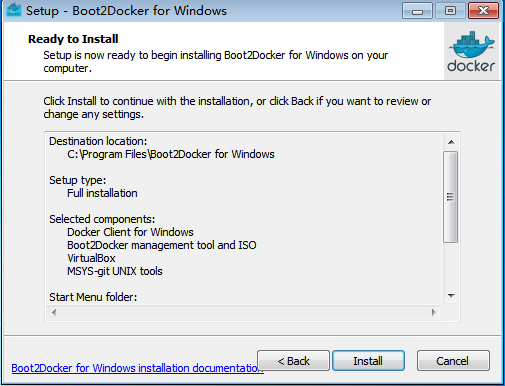 Setup - Boot2Docker for Windows
Ready to Install
Setup is now ready to begin installing Boot2Docker for Windows on your
computer.
docker
Click Install to continue with the installation, or click Back if you want to review or
change any settings.
Destination location:
C:\Program Files\Boot2Docker for Windows
Setup type:
Full installation
Selected components:
Docker Client for Windows
Boot2Docker management tool and ISO
VirtualBox
MSYS-git UNIX tools
Start Menu folder:
Boot2Docker for Windows installation documentation
< Back
Install
Cancel